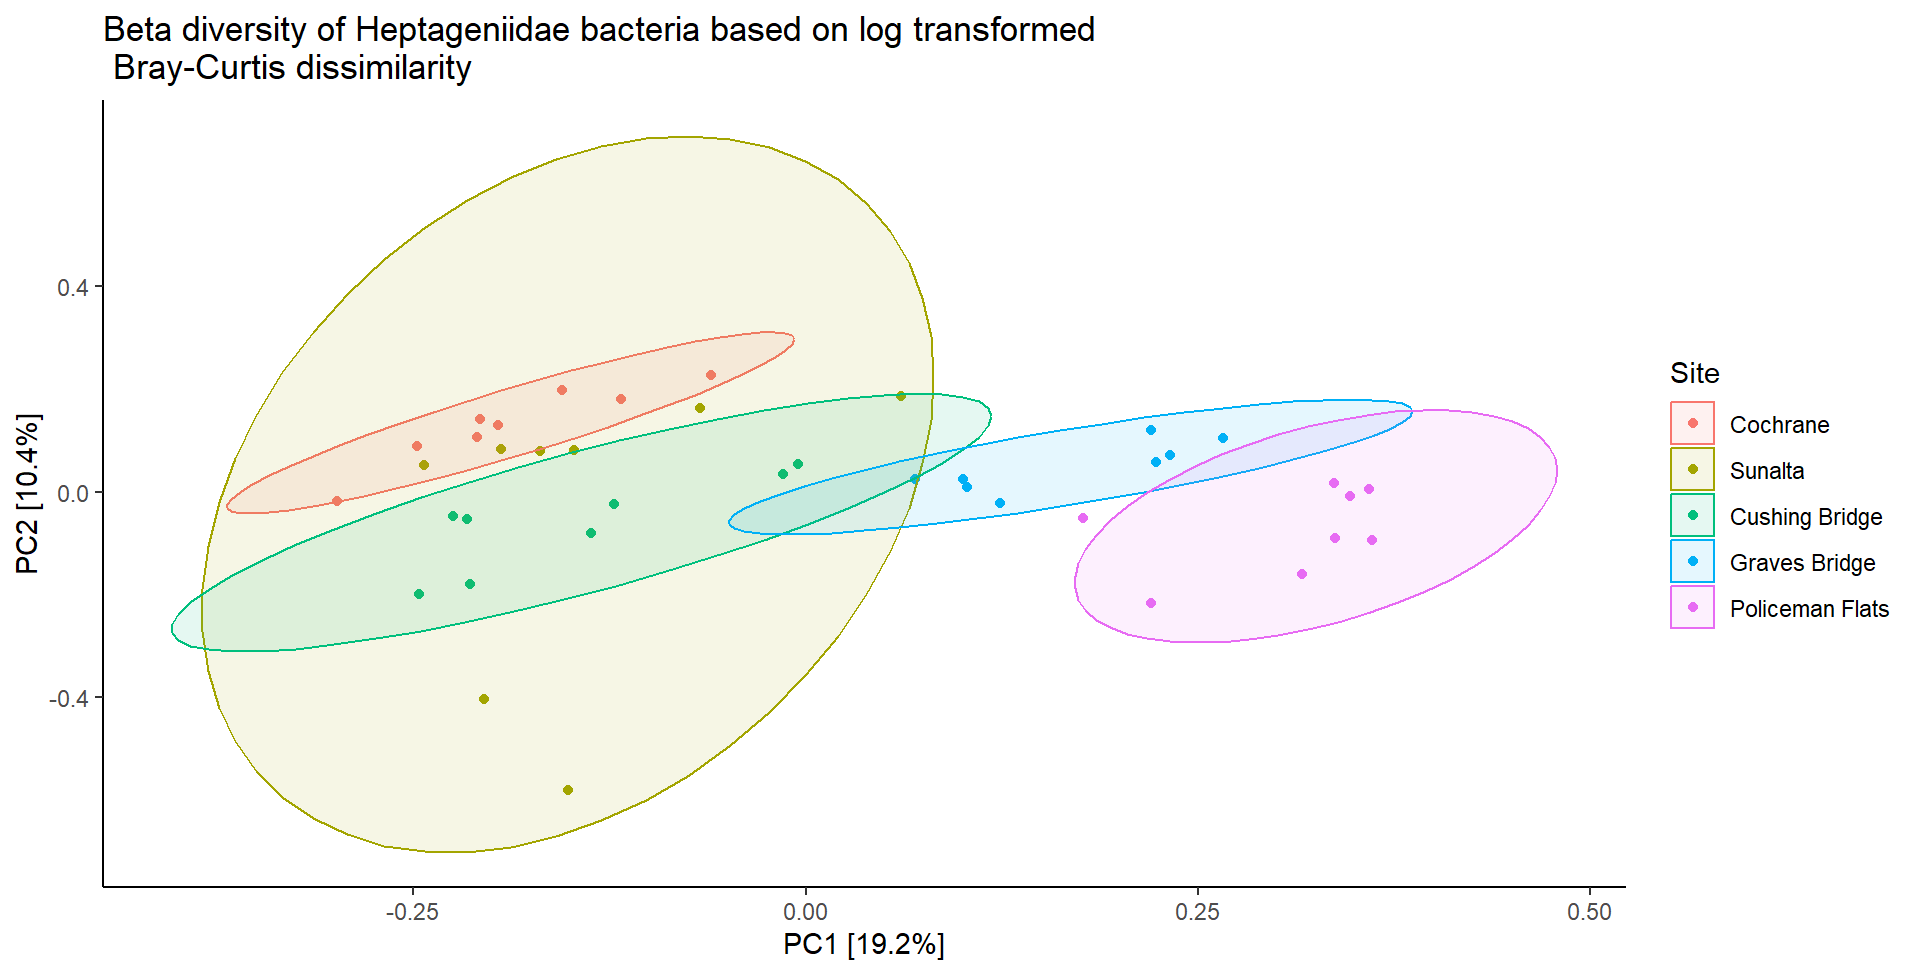 Beta diversity of Heptageniidae bacteria based on log transformed
Bray-Curtis dissimilarity
PC2 [10.4%]
0.4
0.0
-0.4
-0.25
0.00
0.25
0.50
PC1 [19.2%]
Site
Cochrane
Sunalta
Cushing Bridge
Graves Bridge
Policeman Flats